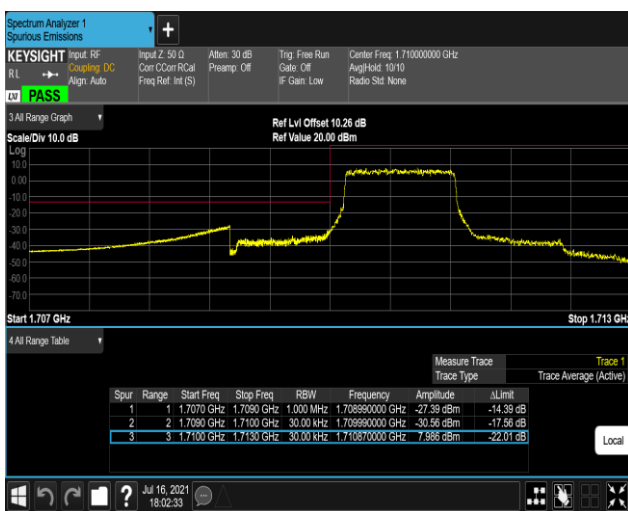 Spectrum Analyzer 1
Spurious Emissions
KEYSIGHT Input: RF Input Z: 50 Ω Atten: 30 dB Trig: Free Run Center Freq: 1.710000000 GHz
RL Coupling: DC Corr CCorr RCal Preamp: Off Gate: Off Avg|Hold: 10/10
Align: Auto Freq Ref: Int (S) IF Gain: Low Radio Std: None
LXI PASS
3 All Range Graph
Ref Lvl Offset 10.26 dB
Scale/Div 10.0 dB Ref Value 20.00 dBm
Log
10.0
0.00
-10.0
-20.0
-30.0
-40.0
-50.0
-60.0
-70.0
Start 1.707 GHz Stop 1.713 GHz
4 All Range Table
Measure Trace Trace 1
Trace Type Trace Average (Active)
Spur Range Start Freq Stop Freq RBW Frequency Amplitude ΔLimit
1 1 1.7070 GHz 1.7090 GHz 1.000 MHz 1.708990000 GHz -27.39 dBm -14.39 dB
2 2 1.7090 GHz 1.7100 GHz 30.00 kHz 1.709990000 GHz -30.56 dBm -17.56 dB
3 3 1.7100 GHz 1.7130 GHz 30.00 kHz 1.710870000 GHz 7.986 dBm -22.01 dB
Local
? Jul 16, 2021
18:02:33